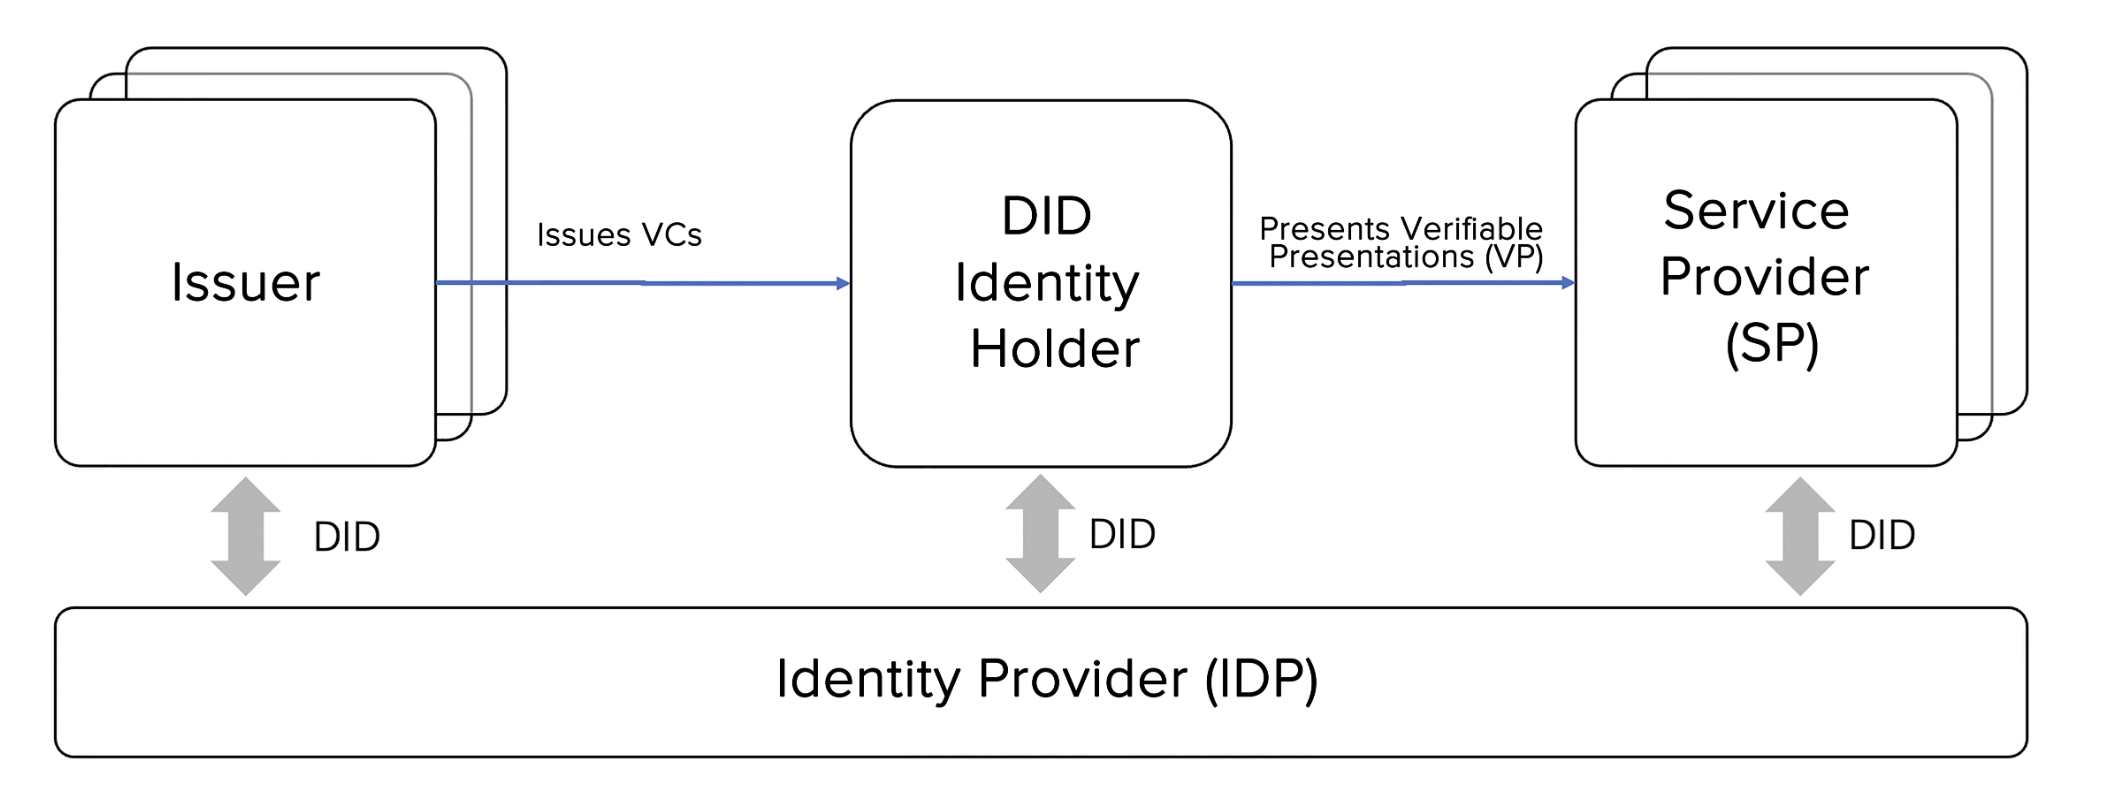 Issuer
Issues VCs
DID
Identity
Holder
Presents Verifiable
Presentations (VP)
Service
Provider
(SP)
DID
DID
DID
Identity Provider (IDP)